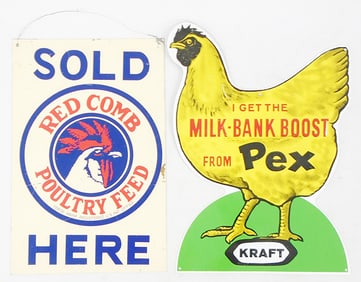 SOLD
RED COMB
POULTRY FEED
HERE
I GET THE
MILK-BANK BOOST
FROM Pex
KRAFT